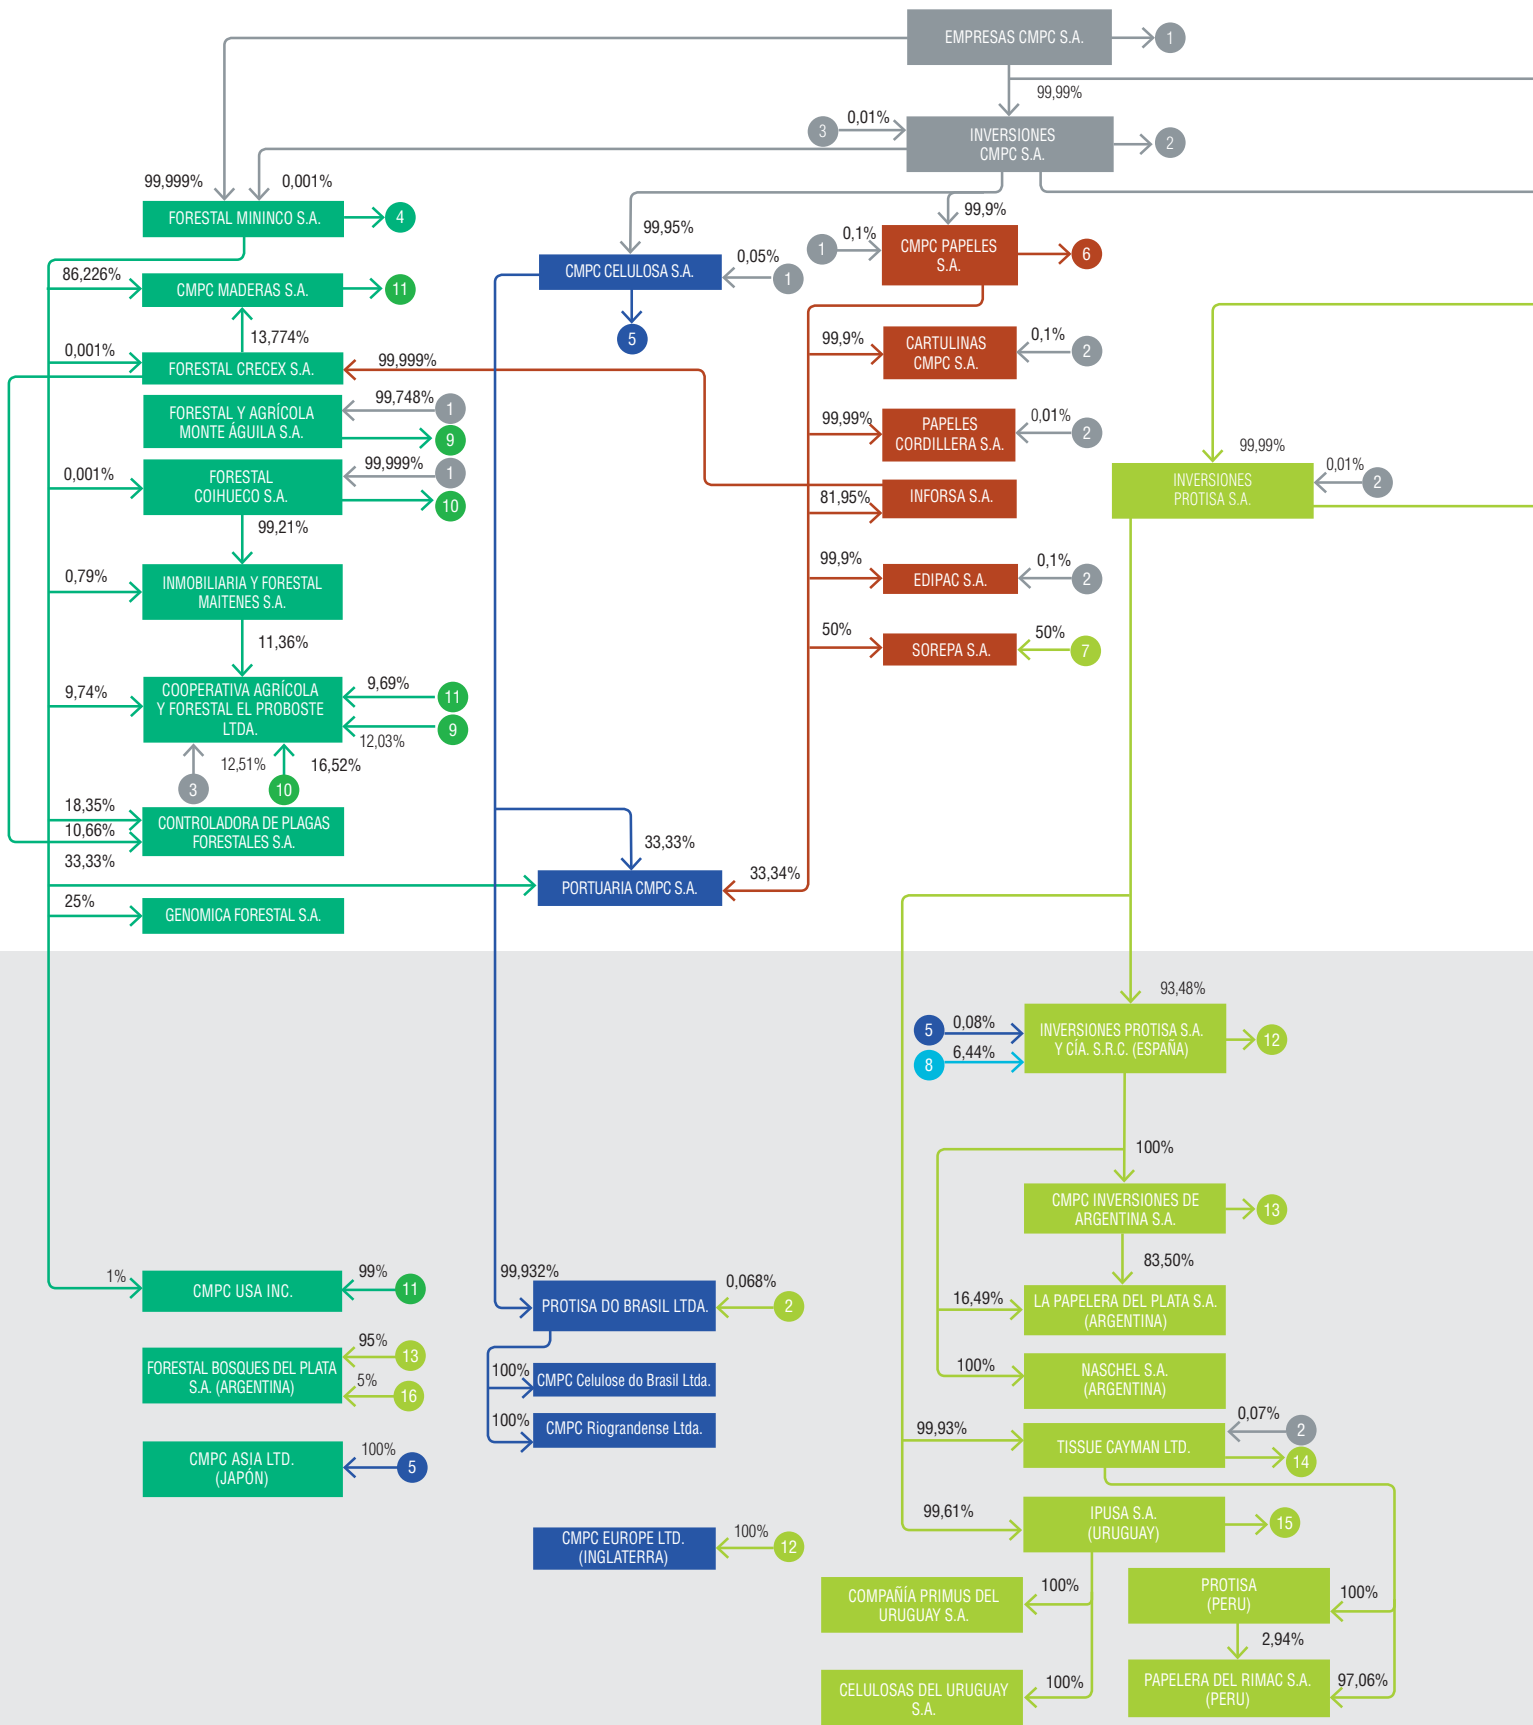 EMPRESAS CMPC S.A.
1
99,99%
3
0,01%
INVERSIONES
CMPC S.A.
2
99,999%
0,001%
FORESTAL MININCO S.A.
4
99,95%
99,9%
0,1%
1
CMPC PAPELES
S.A.
6
86,226%
CMPC MADERAS S.A.
11
CMPC CELULOSA S.A.
0,05%
1
5
13,774%
0,001%
FORESTAL CRECEX S.A.
99,999%
99,9%
CARTULINAS
CMPC S.A.
0,1%
2
FORESTAL Y AGRÍCOLA
MONTE ÁGUILA S.A.
99,748%
1
9
99,99%
PAPELES
CORDILLERA S.A.
0,01%
2
99,99%
INVERSIONES
PROTISA S.A.
0,01%
2
0,001%
FORESTAL
COIHUECO S.A.
99,999%
1
10
INFORSA S.A.
81,95%
99,21%
0,79%
INMOBILIARIA Y FORESTAL
MAITENES S.A.
99,9%
EDIPAC S.A.
0,1%
2
11,36%
50%
SOREPA S.A.
50%
7
9,74%
COOPERATIVA AGRÍCOLA
Y FORESTAL EL PROBOSTE
LTDA.
9,69%
11
12,03%
9
12,51%
3
16,52%
10
18,35%
10,66%
CONTROLADORA DE PLAGAS
FORESTALES S.A.
33,33%
33,33%
PORTUARIA CMPC S.A.
33,34%
25%
GENOMICA FORESTAL S.A.
93,48%
5
0,08%
8
6,44%
INVERSIONES PROTISA S.A.
Y CÍA. S.R.C. (ESPAÑA)
12
100%
CMPC INVERSIONES DE
ARGENTINA S.A.
13
83,50%
1%
CMPC USA INC.
99%
11
99,932%
PROTISA DO BRASIL LTDA.
0,068%
2
16,49%
LA PAPELERA DEL PLATA S.A.
(ARGENTINA)
FORESTAL BOSQUES DEL PLATA
S.A. (ARGENTINA)
95%
13
5%
16
100%
CMPC Celulose do Brasil Ltda.
100%
NASCHEL S.A.
(ARGENTINA)
100%
CMPC Riograndense Ltda.
99,93%
TISSUE CAYMAN LTD.
0,07%
2
14
CMPC ASIA LTD.
(JAPÓN)
100%
5
99,61%
IPUSA S.A.
(URUGUAY)
15
CMPC EUROPE LTD.
(INGLATERRA)
100%
12
COMPAÑÍA PRIMUS DEL
URUGUAY S.A.
100%
PROTISA
(PERU)
100%
2,94%
CELULOSAS DEL URUGUAY
S.A.
100%
PAPELERA DEL RIMAC S.A.
(PERU)
97,06%